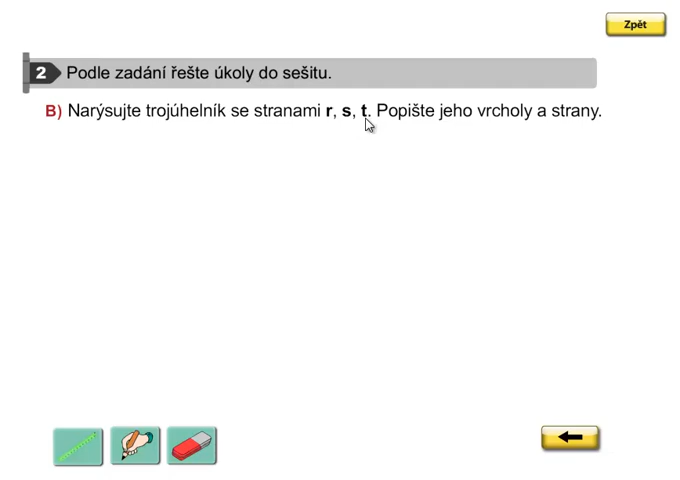 Zpět
2 Podle zadání řešte úkoly do sešitu.
B) Narýsujte trojúhelník se stranami r, s, t. Popište jeho vrcholy a strany.